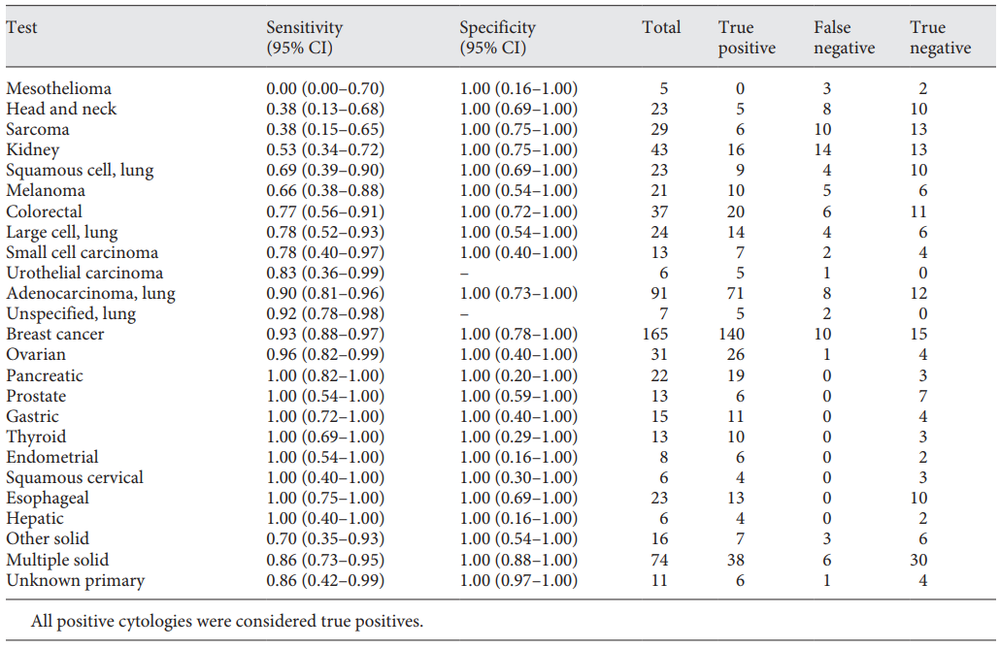 Test Sensitivity (95% CI) Specificity (95% CI) Total True positive False negative True negative
Mesothelioma 0.00 (0.00–0.70) 1.00 (0.16–1.00) 5 0 3 2
Head and neck 0.38 (0.13–0.68) 1.00 (0.69–1.00) 23 5 8 10
Sarcoma 0.38 (0.15–0.65) 1.00 (0.75–1.00) 29 6 10 13
Kidney 0.53 (0.34–0.72) 1.00 (0.75–1.00) 43 16 14 13
Squamous cell, lung 0.69 (0.39–0.90) 1.00 (0.69–1.00) 23 9 4 10
Melanoma 0.66 (0.38–0.88) 1.00 (0.54–1.00) 21 10 5 6
Colorectal 0.77 (0.56–0.91) 1.00 (0.72–1.00) 37 20 6 11
Large cell, lung 0.78 (0.52–0.93) 1.00 (0.54–1.00) 24 14 4 6
Small cell carcinoma 0.78 (0.40–0.97) 1.00 (0.40–1.00) 13 7 2 4
Urothelial carcinoma 0.83 (0.36–0.99) – 6 5 1 0
Adenocarcinoma, lung 0.90 (0.81–0.96) 1.00 (0.73–1.00) 91 71 8 12
Unspecified, lung 0.92 (0.78–0.98) – 7 5 2 0
Breast cancer 0.93 (0.88–0.97) 1.00 (0.78–1.00) 165 140 10 15
Ovarian 0.96 (0.82–0.99) 1.00 (0.40–1.00) 31 26 1 4
Pancreatic 1.00 (0.82–1.00) 1.00 (0.20–1.00) 22 19 0 3
Prostate 1.00 (0.54–1.00) 1.00 (0.59–1.00) 13 6 0 7
Gastric 1.00 (0.72–1.00) 1.00 (0.40–1.00) 15 11 0 4
Thyroid 1.00 (0.69–1.00) 1.00 (0.29–1.00) 13 10 0 3
Endometrial 1.00 (0.54–1.00) 1.00 (0.16–1.00) 8 6 0 2
Squamous cervical 1.00 (0.40–1.00) 1.00 (0.30–1.00) 6 4 0 3
Esophageal 1.00 (0.75–1.00) 1.00 (0.69–1.00) 23 13 0 10
Hepatic 1.00 (0.40–1.00) 1.00 (0.16–1.00) 6 4 0 2
Other solid 0.70 (0.35–0.93) 1.00 (0.54–1.00) 16 7 3 6
Multiple solid 0.86 (0.73–0.95) 1.00 (0.88–1.00) 74 38 6 30
Unknown primary 0.86 (0.42–0.99) 1.00 (0.97–1.00) 11 6 1 4
All positive cytologies were considered true positives.